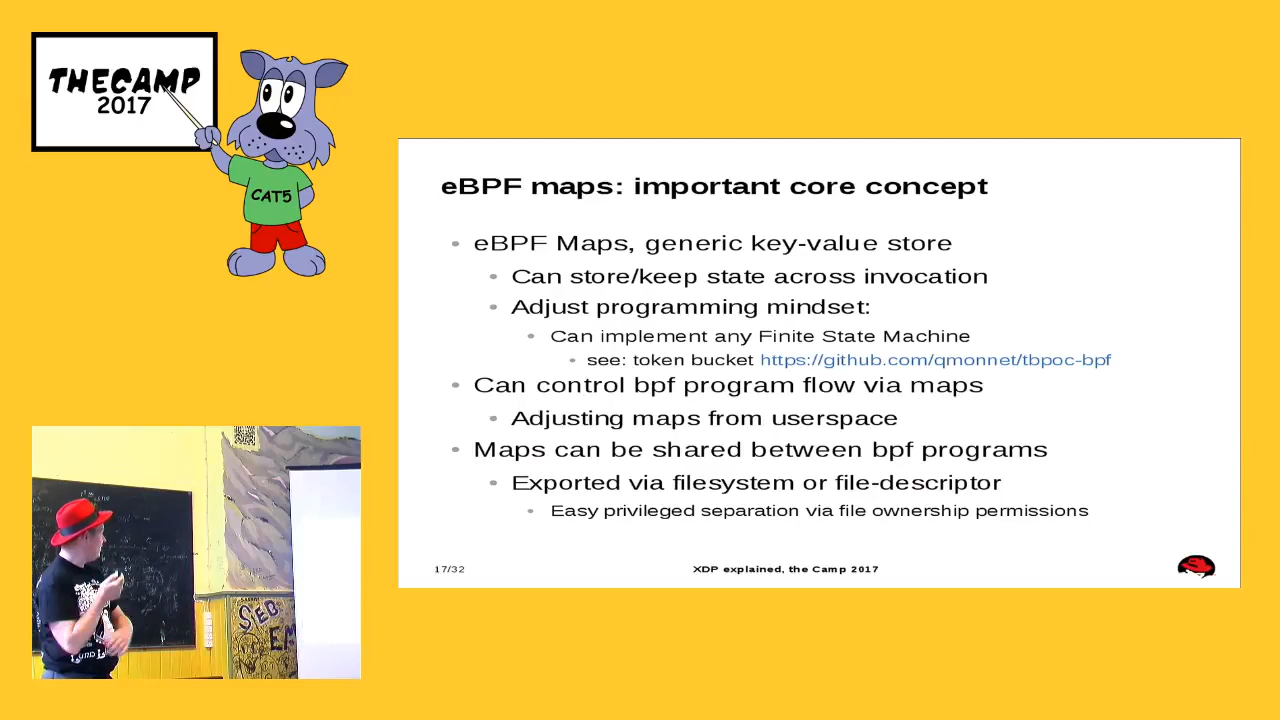 THECAMP
2017
CAT5
eBPF maps: important core concept
• eBPF Maps, generic key-value store
• Can store/keep state across invocation
• Adjust programming mindset:
• Can implement any Finite State Machine
• see: token bucket https://github.com/qmonnet/tbpoc-bpf
• Can control bpf program flow via maps
• Adjusting maps from userspace
• Maps can be shared between bpf programs
• Exported via filesystem or file-descriptor
• Easy privileged separation via file ownership permissions
17/32
XDP explained, the Camp 2017